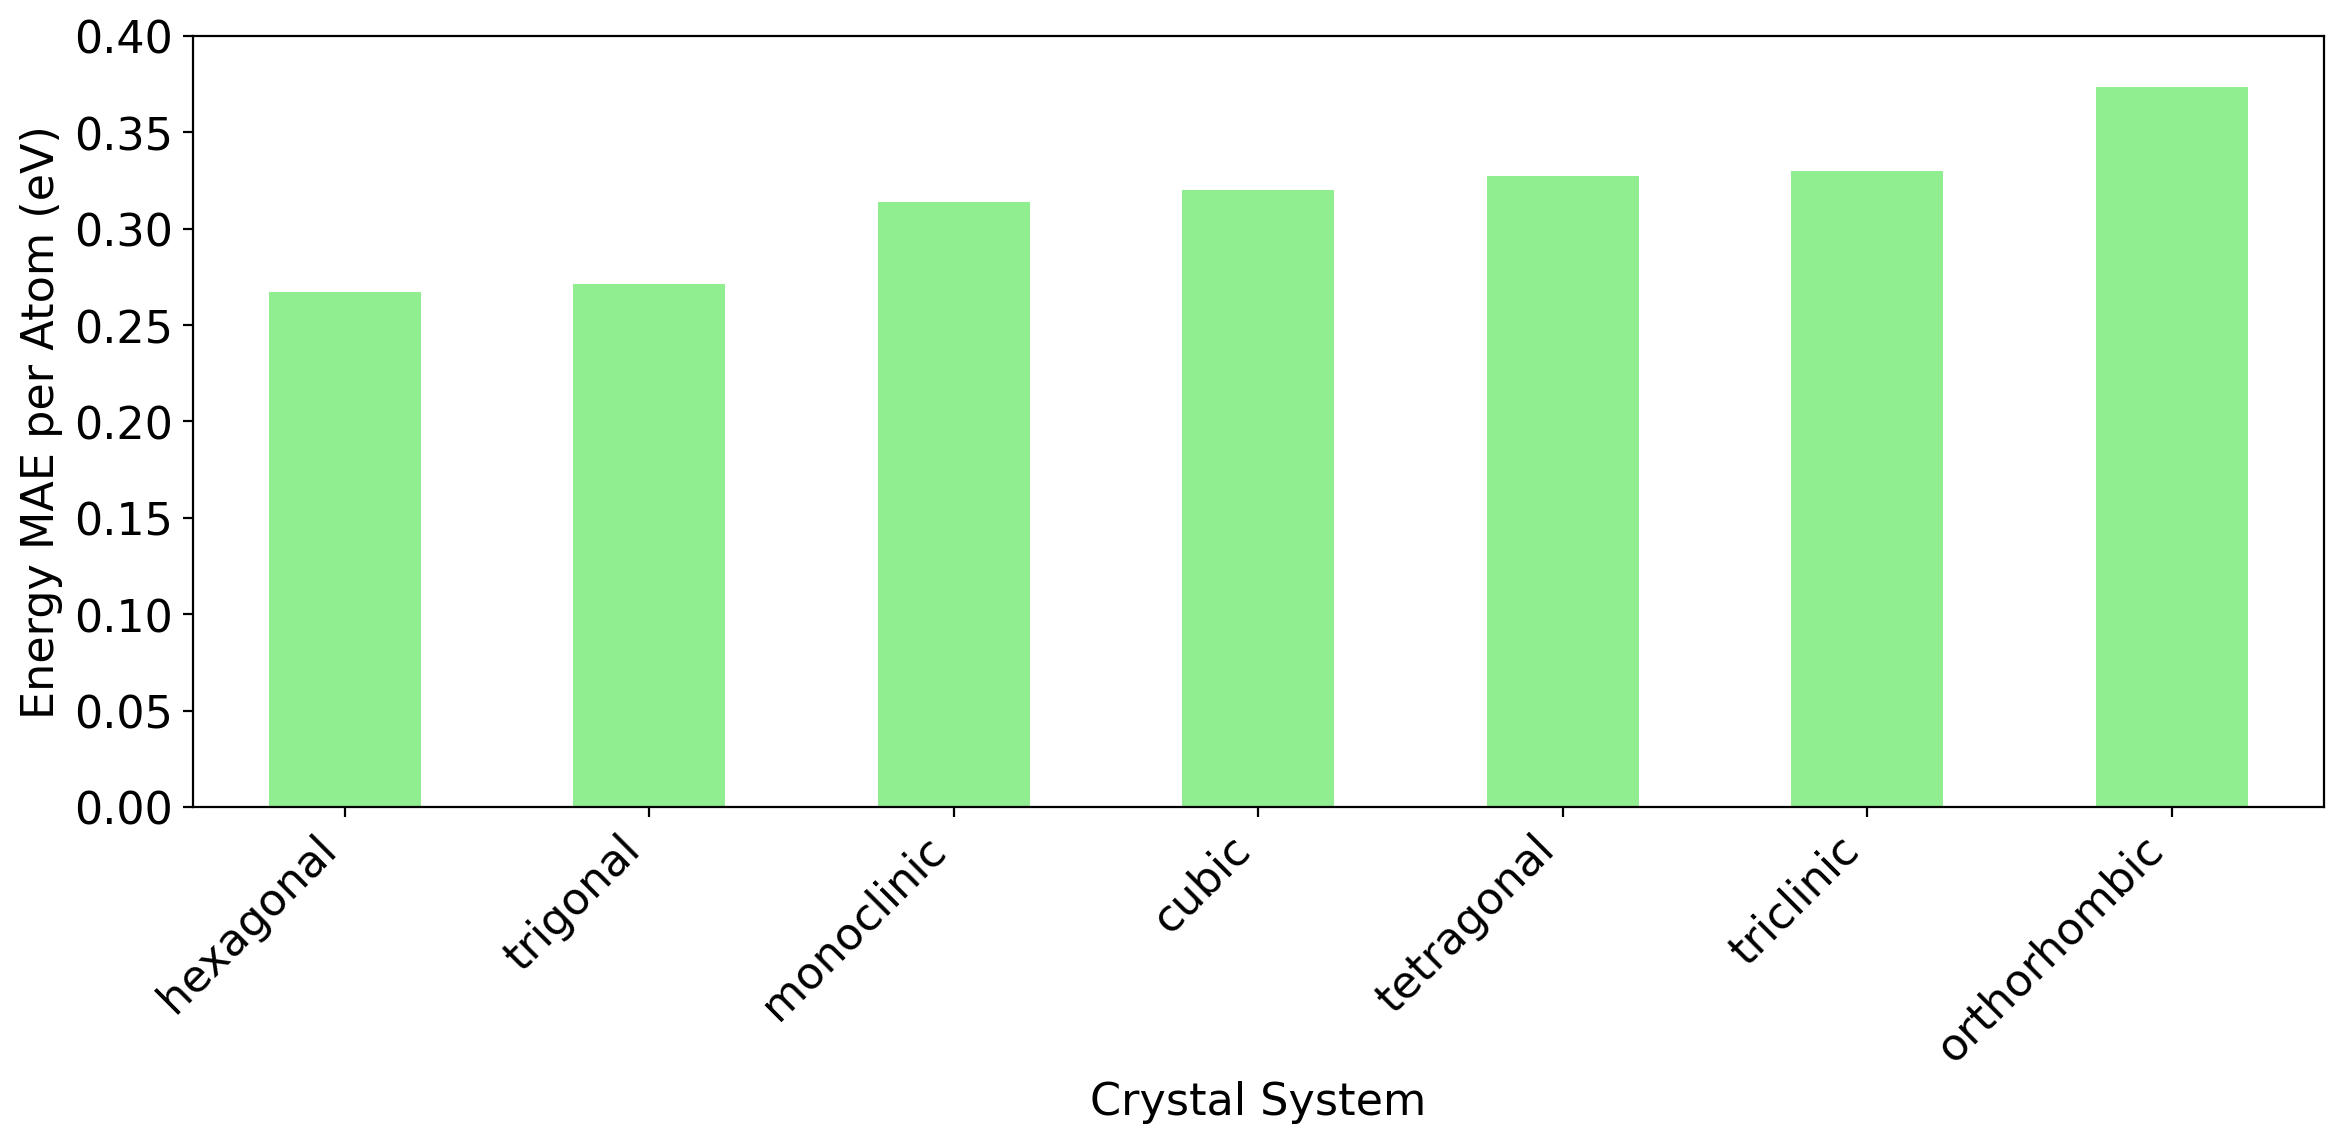 0.40
0.35
0.30
0.25
0.20
0.15
0.10
0.05
0.00
Energy MAE per Atom (eV)
hexagonal
trigonal
monoclinic
cubic
tetragonal
triclinic
orthorhombic
Crystal System